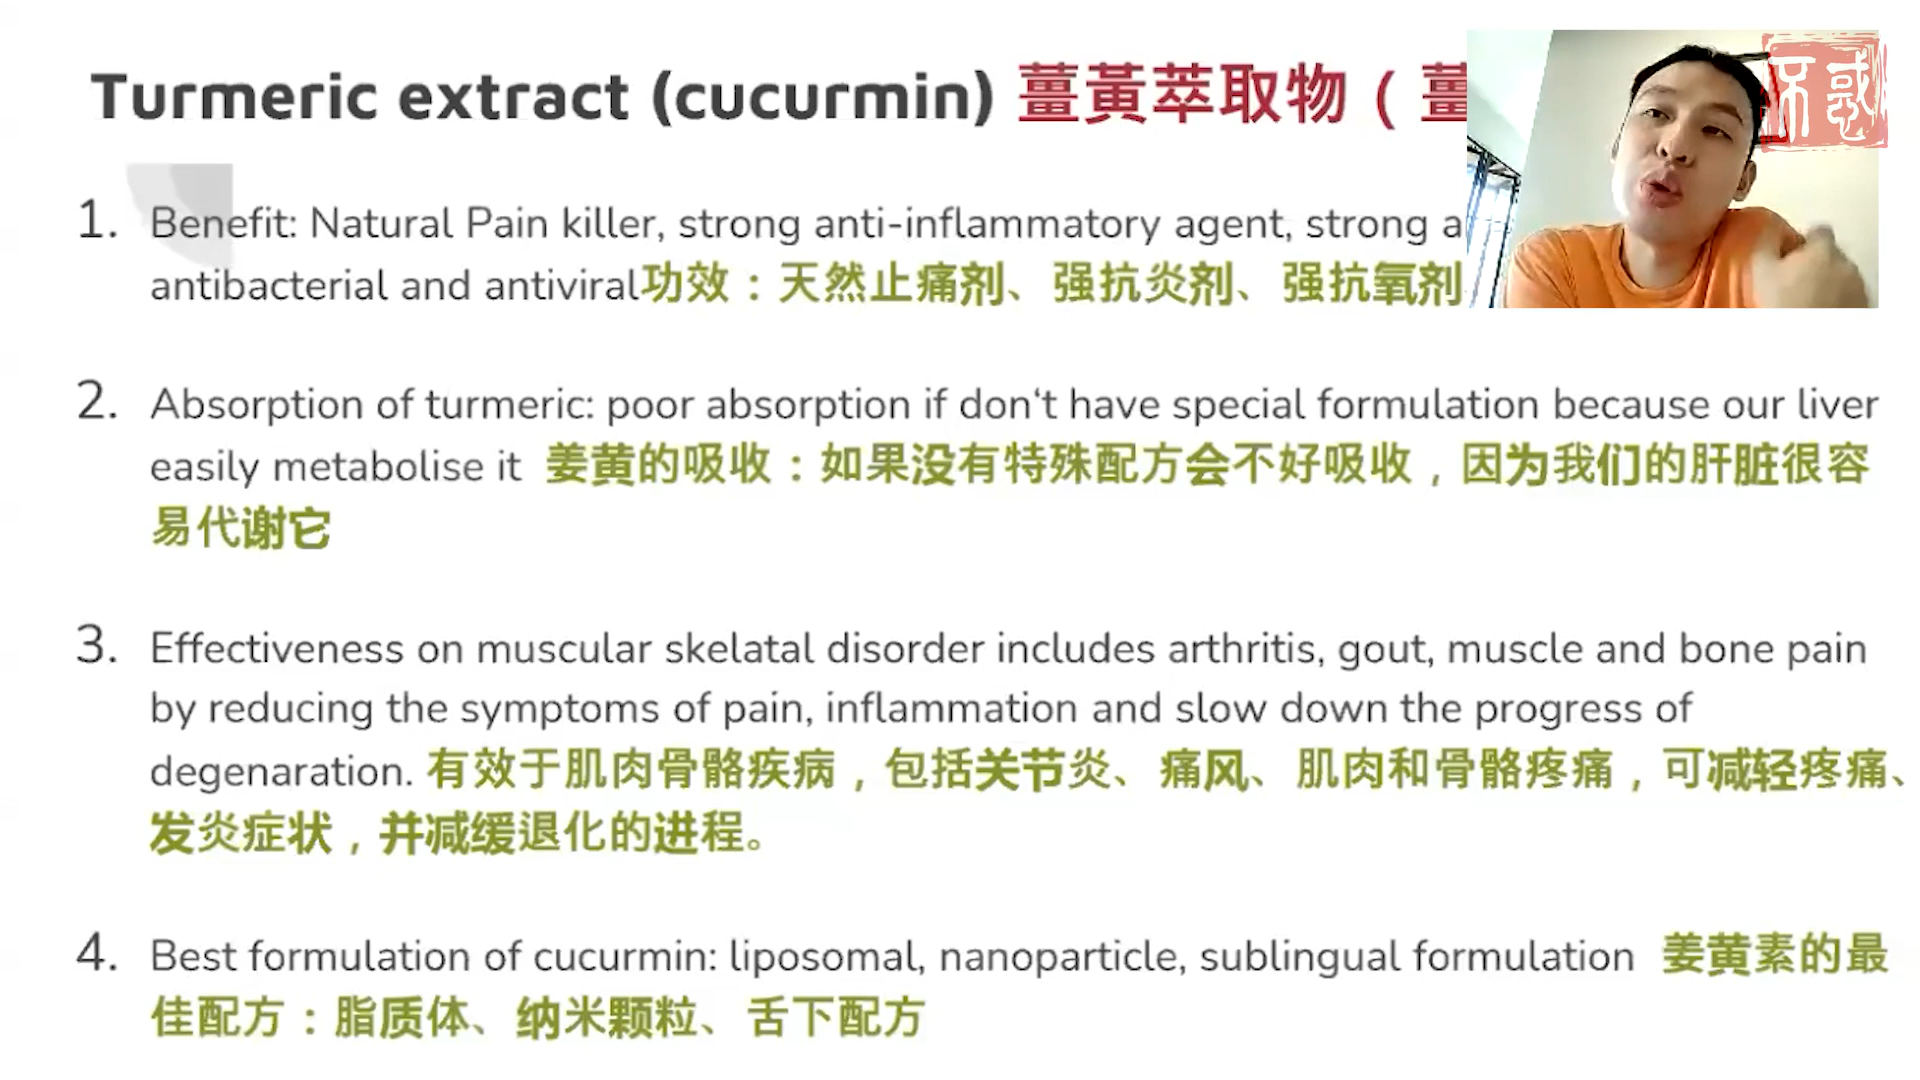 Turmeric extract (cucurmin) 薑黃萃取物（薑
不惑
1. Benefit: Natural Pain killer, strong anti-inflammatory agent, strong a
antibacterial and antiviral功效：天然止痛剂、强抗炎剂、强抗氧剂
2. Absorption of turmeric: poor absorption if don't have special formulation because our liver
easily metabolise it 姜黄的吸收：如果没有特殊配方会不好吸收，因为我们的肝脏很容
易代谢它
3. Effectiveness on muscular skelatal disorder includes arthritis, gout, muscle and bone pain
by reducing the symptoms of pain, inflammation and slow down the progress of
degenaration. 有效于肌肉骨骼疾病，包括关节炎、痛风、肌肉和骨骼疼痛，可减轻疼痛、
发炎症状，并减缓退化的进程。
4. Best formulation of cucurmin: liposomal, nanoparticle, sublingual formulation 姜黄素的最
佳配方：脂质体、纳米颗粒、舌下配方